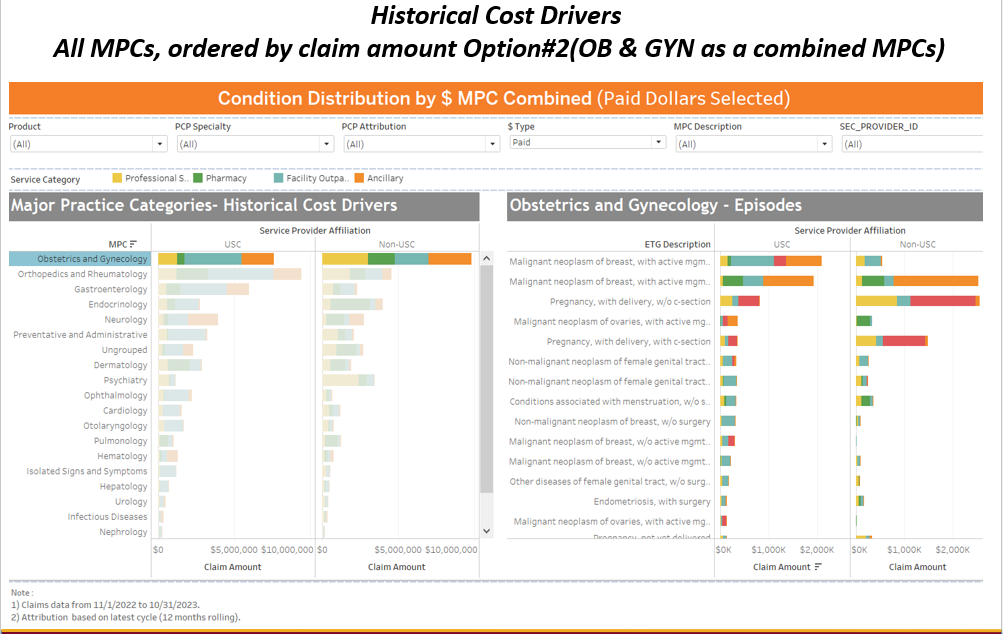 Historical Cost Drivers
All MPCs, ordered by claim amount Option#2(OB & GYN as a combined MPCs)
Condition Distribution by $ MPC Combined (Paid Dollars Selected)
Product PCP Specialty PCP Attribution $ Type MPC Description SEC_PROVIDER_ID
(All) (All) (All) Paid (All) (All)
Service Category Professional S.. Pharmacy Facility Outpa.. Ancillary
Major Practice Categories- Historical Cost Drivers
Service Provider Affiliation
MPC USC Non-USC
Obstetrics and Gynecology
Orthopedics and Rheumatology
Gastroenterology
Endocrinology
Neurology
Preventative and Administrative
Ungrouped
Dermatology
Psychiatry
Ophthalmology
Cardiology
Otolaryngology
Pulmonology
Hematology
Isolated Signs and Symptoms
Hepatology
Urology
Infectious Diseases
Nephrology
$0 $5,000,000 $10,000,000 $0 $5,000,000 $10,000,000
Claim Amount Claim Amount
Obstetrics and Gynecology - Episodes
Service Provider Affiliation
ETG Description USC Non-USC
Malignant neoplasm of breast, with active mgm..
Malignant neoplasm of breast, with active mgm..
Pregnancy, with delivery, w/o c-section
Malignant neoplasm of ovaries, with active mg..
Pregnancy, with delivery, with c-section
Non-malignant neoplasm of female genital tract..
Non-malignant neoplasm of female genital tract..
Conditions associated with menstruation, w/o s..
Non-malignant neoplasm of breast, w/o surgery
Malignant neoplasm of breast, w/o active mgmt..
Malignant neoplasm of breast, w/o active mgmt..
Other diseases of female genital tract, w/o surg..
Endometriosis, with surgery
Malignant neoplasm of ovaries, with active mg..
Pregnancy, not yet delivered
$0K $1,000K $2,000K $0K $1,000K $2,000K
Claim Amount Claim Amount
Note :
1) Claims data from 11/1/2022 to 10/31/2023.
2) Attribution based on latest cycle (12 months rolling).